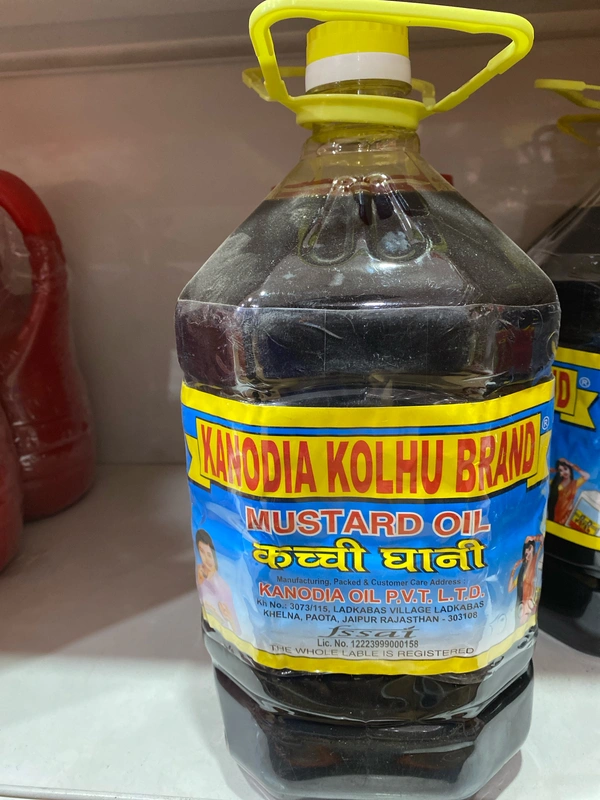 KANODIA KOLHU BRAND
®
MUSTARD OIL
कच्ची घानी
Manufacturing, Packed & Customer Care Address
KANODIA OIL P.V.T. L.T.D.
Kh No.: 3073/115, LADKABAS VILLAGE LADKABAS
KHELNA, PAOTA, JAIPUR RAJASTHAN - 303108
fssai
Lic. No. 12223999000158
THE WHOLE LABLE IS REGISTERED
D
®